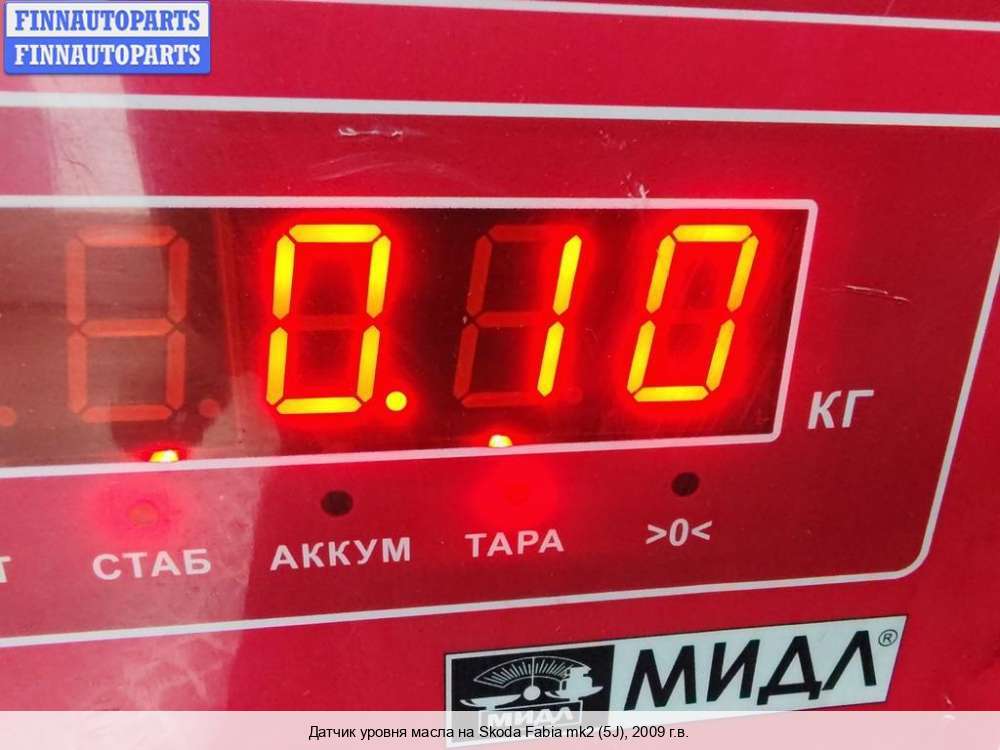 FINNAUTOPARTS
FINNAUTOPARTS
0.10
КГ
Т СТАБ АККУМ ТАРА >0<
МИДЛ®
МИДЛ
Датчик уровня масла на Skoda Fabia mk2 (5J), 2009 г.в.